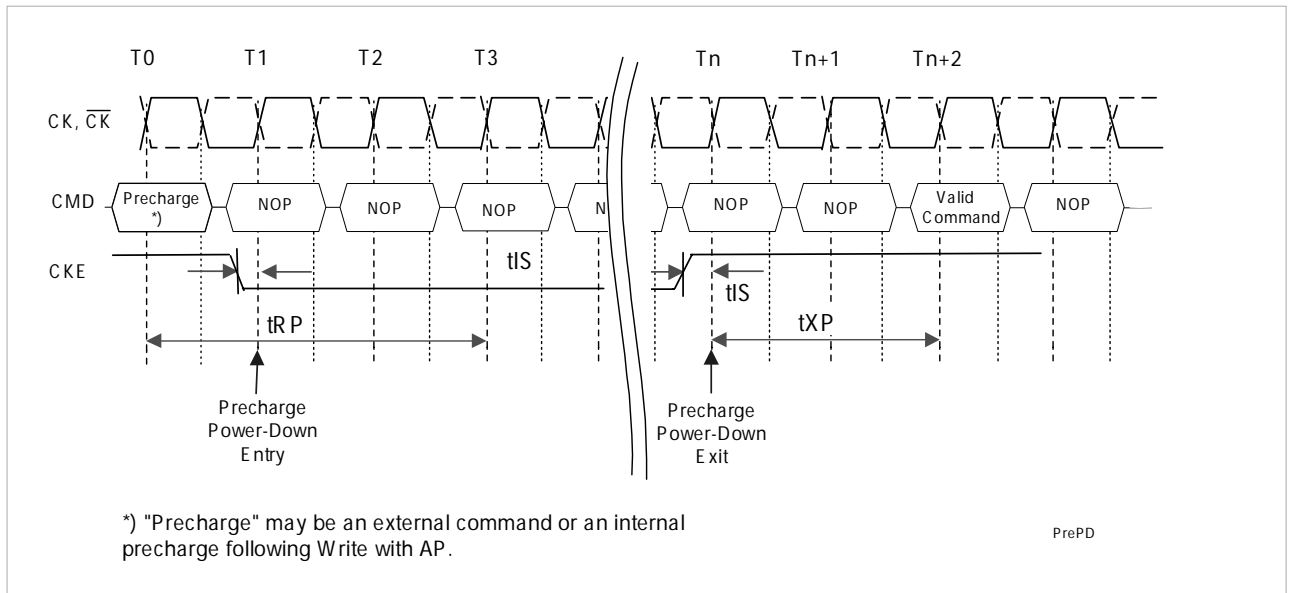 T0 T1 T2 T3 Tn Tn+1 Tn+2
CK, CK
CMD Precharge *) NOP NOP NOP N NOP NOP Valid Command NOP
CKE tIS tIS
tRP tXP
Precharge
Power-Down
Entry
Precharge
Power-Down
Exit
*) "Precharge" may be an external command or an internal
precharge following Write with AP.
PrePD